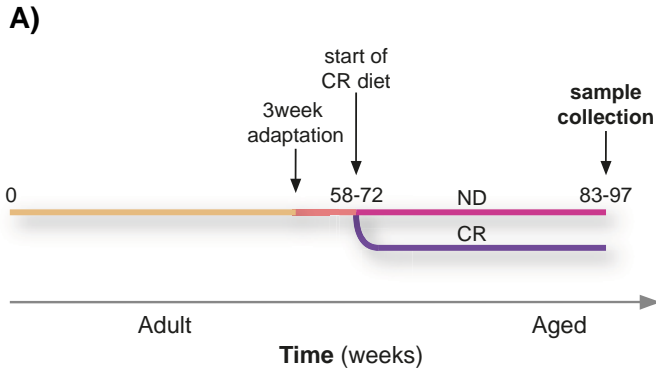 A)
start of
CR diet
3week
adaptation
sample
collection
0
58-72
ND
83-97
CR
Adult
Aged
Time (weeks)